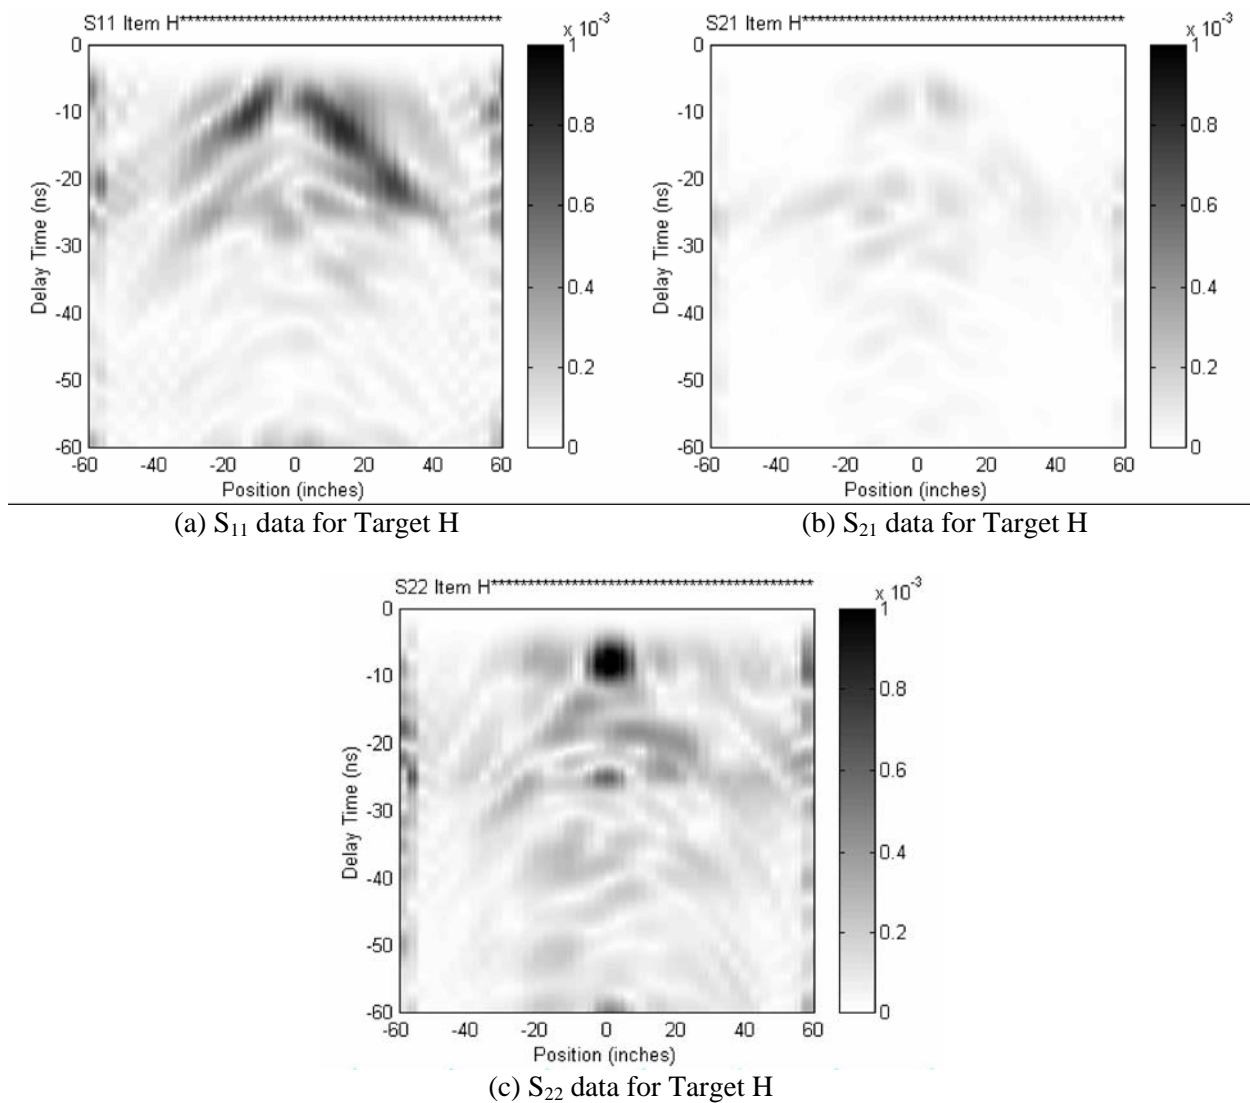 S11 Item H************************************
x 10⁻³
0
-10
-20
-30
-40
-50
-60
Delay Time (ns)
-60 -40 -20 0 20 40 60
Position (inches)
1
0.8
0.6
0.4
0.2
0
S21 Item H************************************
x 10⁻³
0
-10
-20
-30
-40
-50
-60
Delay Time (ns)
-60 -40 -20 0 20 40 60
Position (inches)
1
0.8
0.6
0.4
0.2
0
(a) S₁₁ data for Target H
(b) S₂₁ data for Target H
S22 Item H************************************
x 10⁻³
0
-10
-20
-30
-40
-50
-60
Delay Time (ns)
-60 -40 -20 0 20 40 60
Position (inches)
1
0.8
0.6
0.4
0.2
0
(c) S₂₂ data for Target H